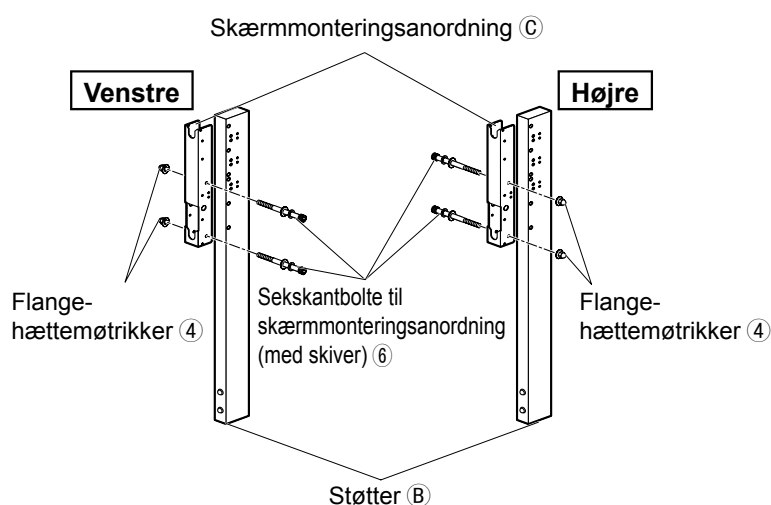 Skærmmonteringsanordning Ⓒ
Venstre
Højre
Flange-
hættemøtrikker ④
Sekskantbolte til
skærmmonteringsanordning
(med skiver) ⑥
Flange-
hættemøtrikker ④
Støtter Ⓑ